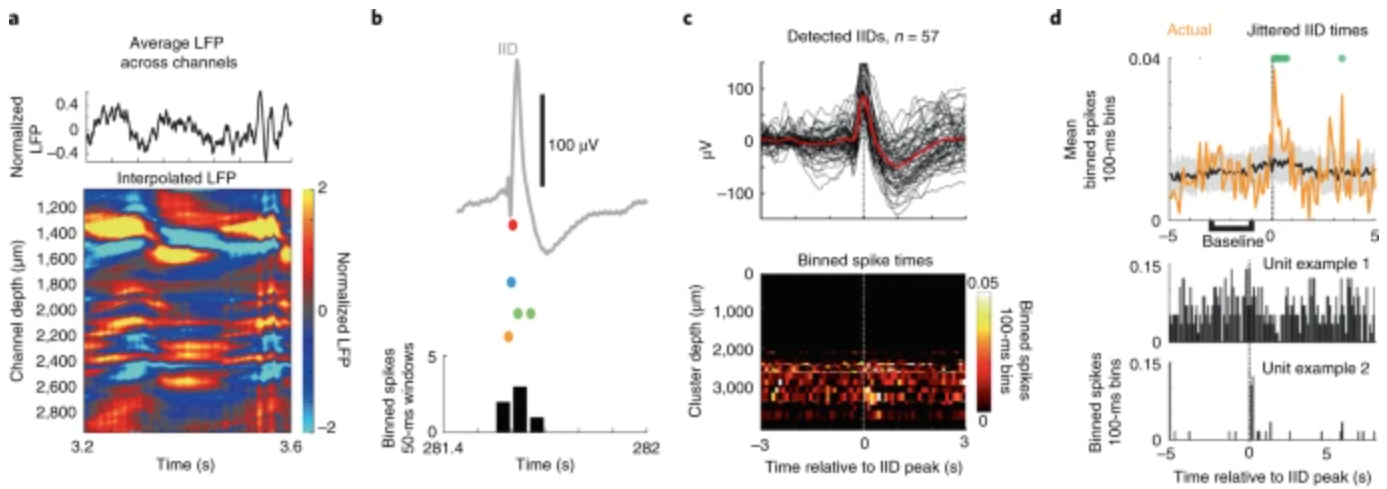 a
Average LFP
across channels
Normalized
LFP
0.4
0
−0.4
Interpolated LFP
Channel depth (μm)
1,200
1,400
1,600
1,800
2,000
2,200
2,400
2,600
2,800
3.2
3.6
Time (s)
2
0
−2
Normalized LFP
b
IID
100 μV
Binned spikes
50-ms windows
5
0
281.4
282
Time (s)
c
Detected IIDs, n = 57
μV
100
0
−100
Binned spike times
Cluster depth (μm)
0
1,000
2,000
3,000
−3
0
3
Time relative to IID peak (s)
0.05
0
Binned spikes
100-ms bins
d
Actual
Jittered IID times
Mean
binned spikes
100-ms bins
0.04
0
−5
0
5
Baseline
Unit example 1
0.15
0
Unit example 2
Binned spikes
100-ms bins
0.15
0
−5
0
5
Time relative to IID peak (s)